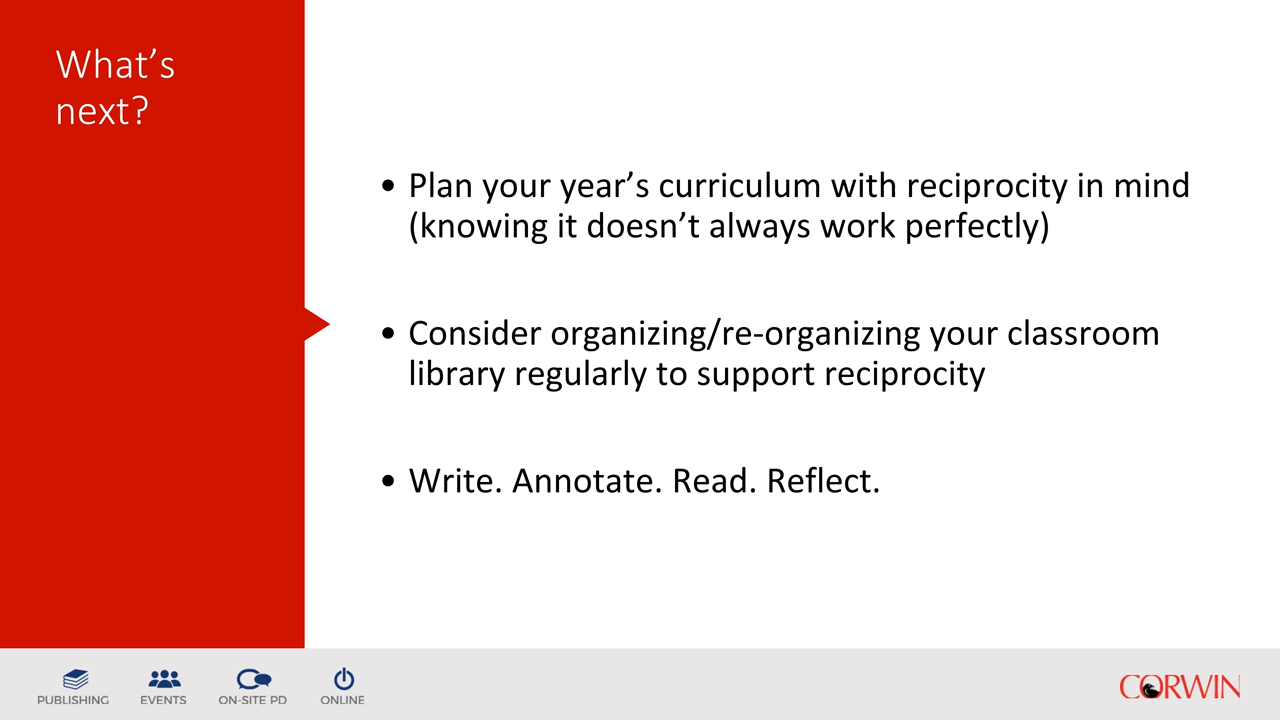 What’s
next?
• Plan your year’s curriculum with reciprocity in mind
(knowing it doesn’t always work perfectly)
• Consider organizing/re-organizing your classroom
library regularly to support reciprocity
• Write. Annotate. Read. Reflect.
PUBLISHING EVENTS ON-SITE PD ONLINE
CORWIN